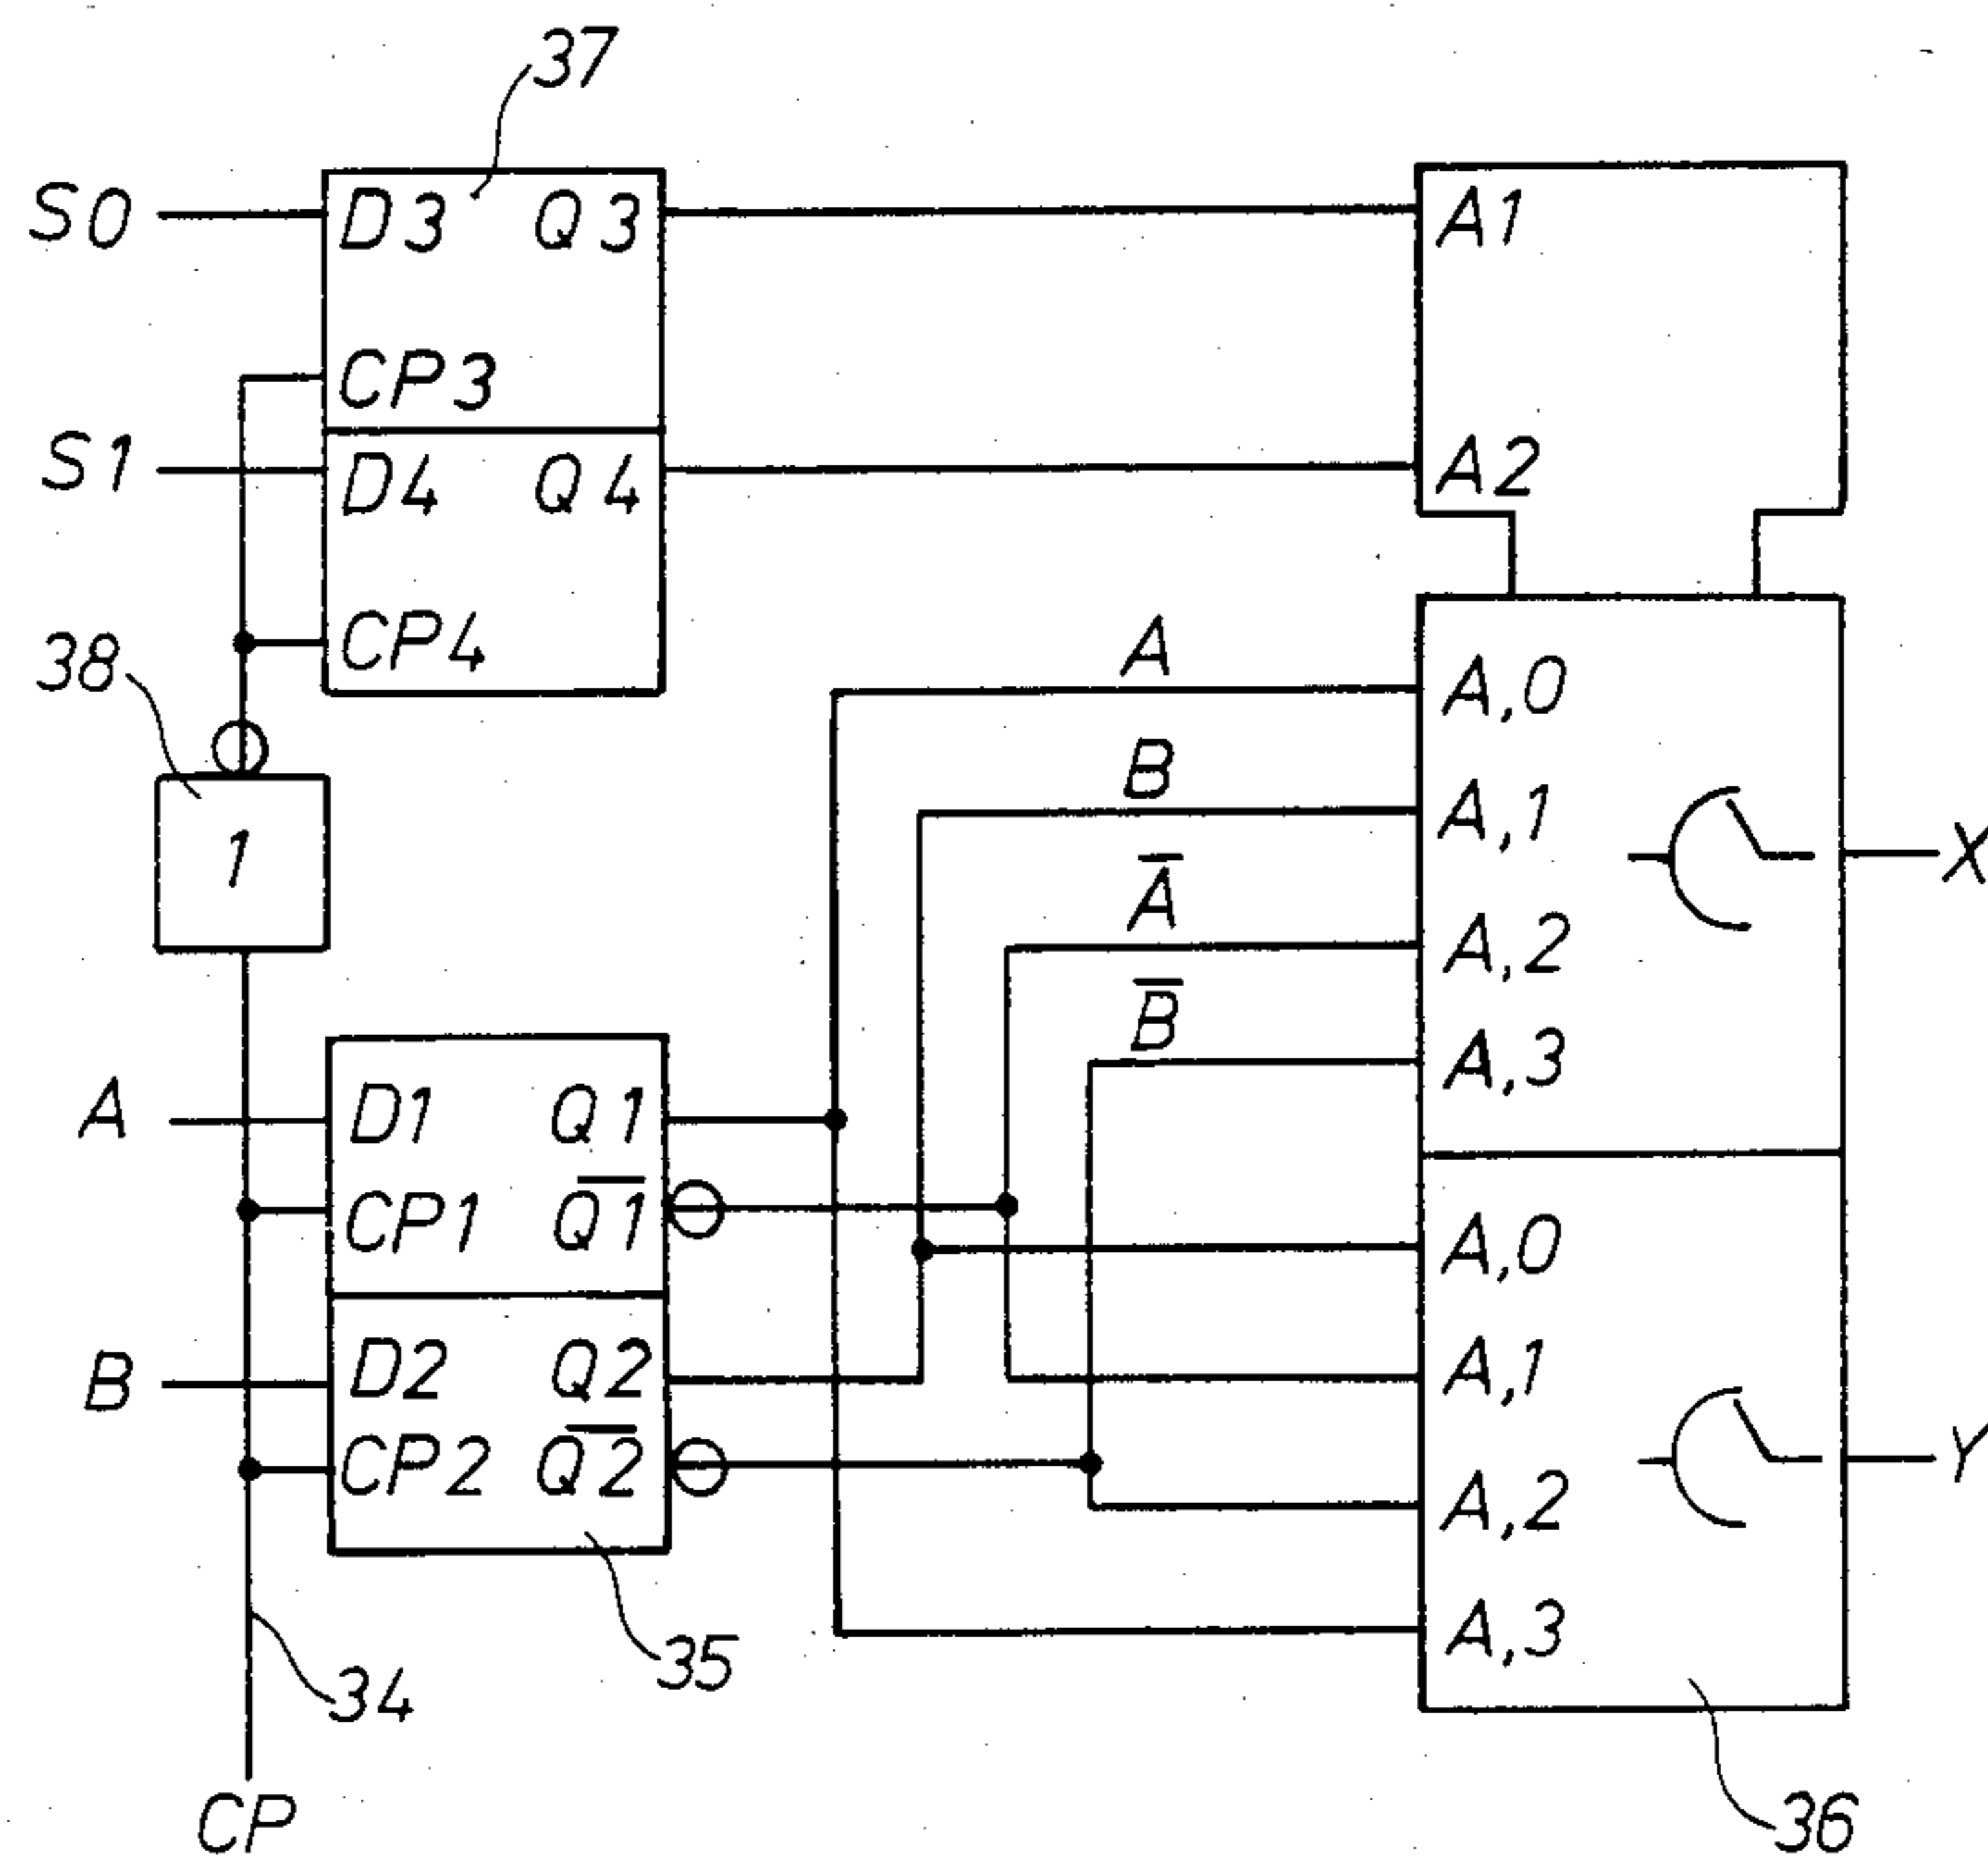 37
S0
D3 Q3
A1
CP3
S1
D4 Q4
A2
CP4
38
A
A,0
B
A,1
1
A̅
A,2
B̅
A,3
X
A
D1 Q1
CP1 Q̅1̅
A,0
B
D2 Q2
A,1
CP2 Q̅2̅
A,2
Y
A,3
35
34
CP
36